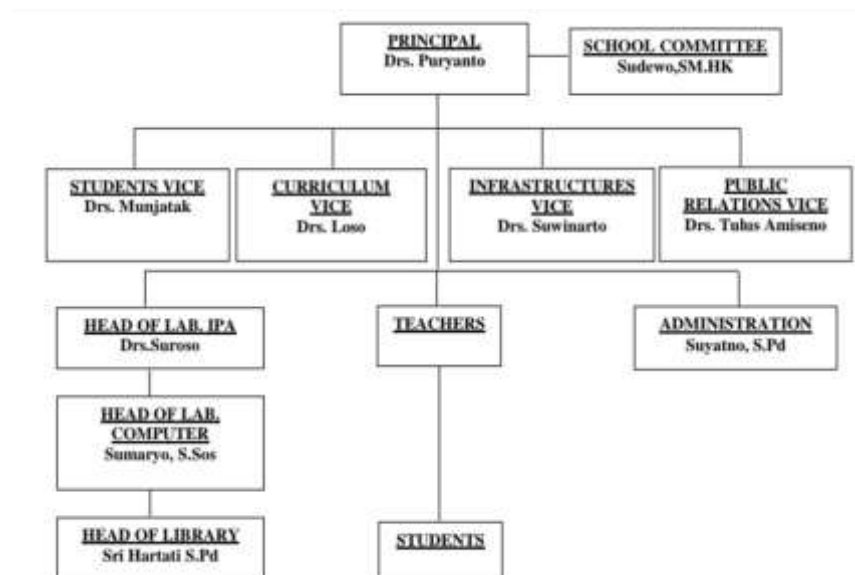 PRINCIPAL
Drs. Puryanto
SCHOOL COMMITTEE
Sudewo,SM.HK
STUDENTS VICE
Drs. Munjatak
CURRICULUM
VICE
Drs. Loso
INFRASTRUCTURES
VICE
Drs. Suwinarto
PUBLIC
RELATIONS VICE
Drs. Tulus Amiseno
HEAD OF LAB. IPA
Drs.Suroso
TEACHERS
ADMINISTRATION
Suyatno, S.Pd
HEAD OF LAB.
COMPUTER
Sumaryo, S.Sos
HEAD OF LIBRARY
Sri Hartati S.Pd
STUDENTS